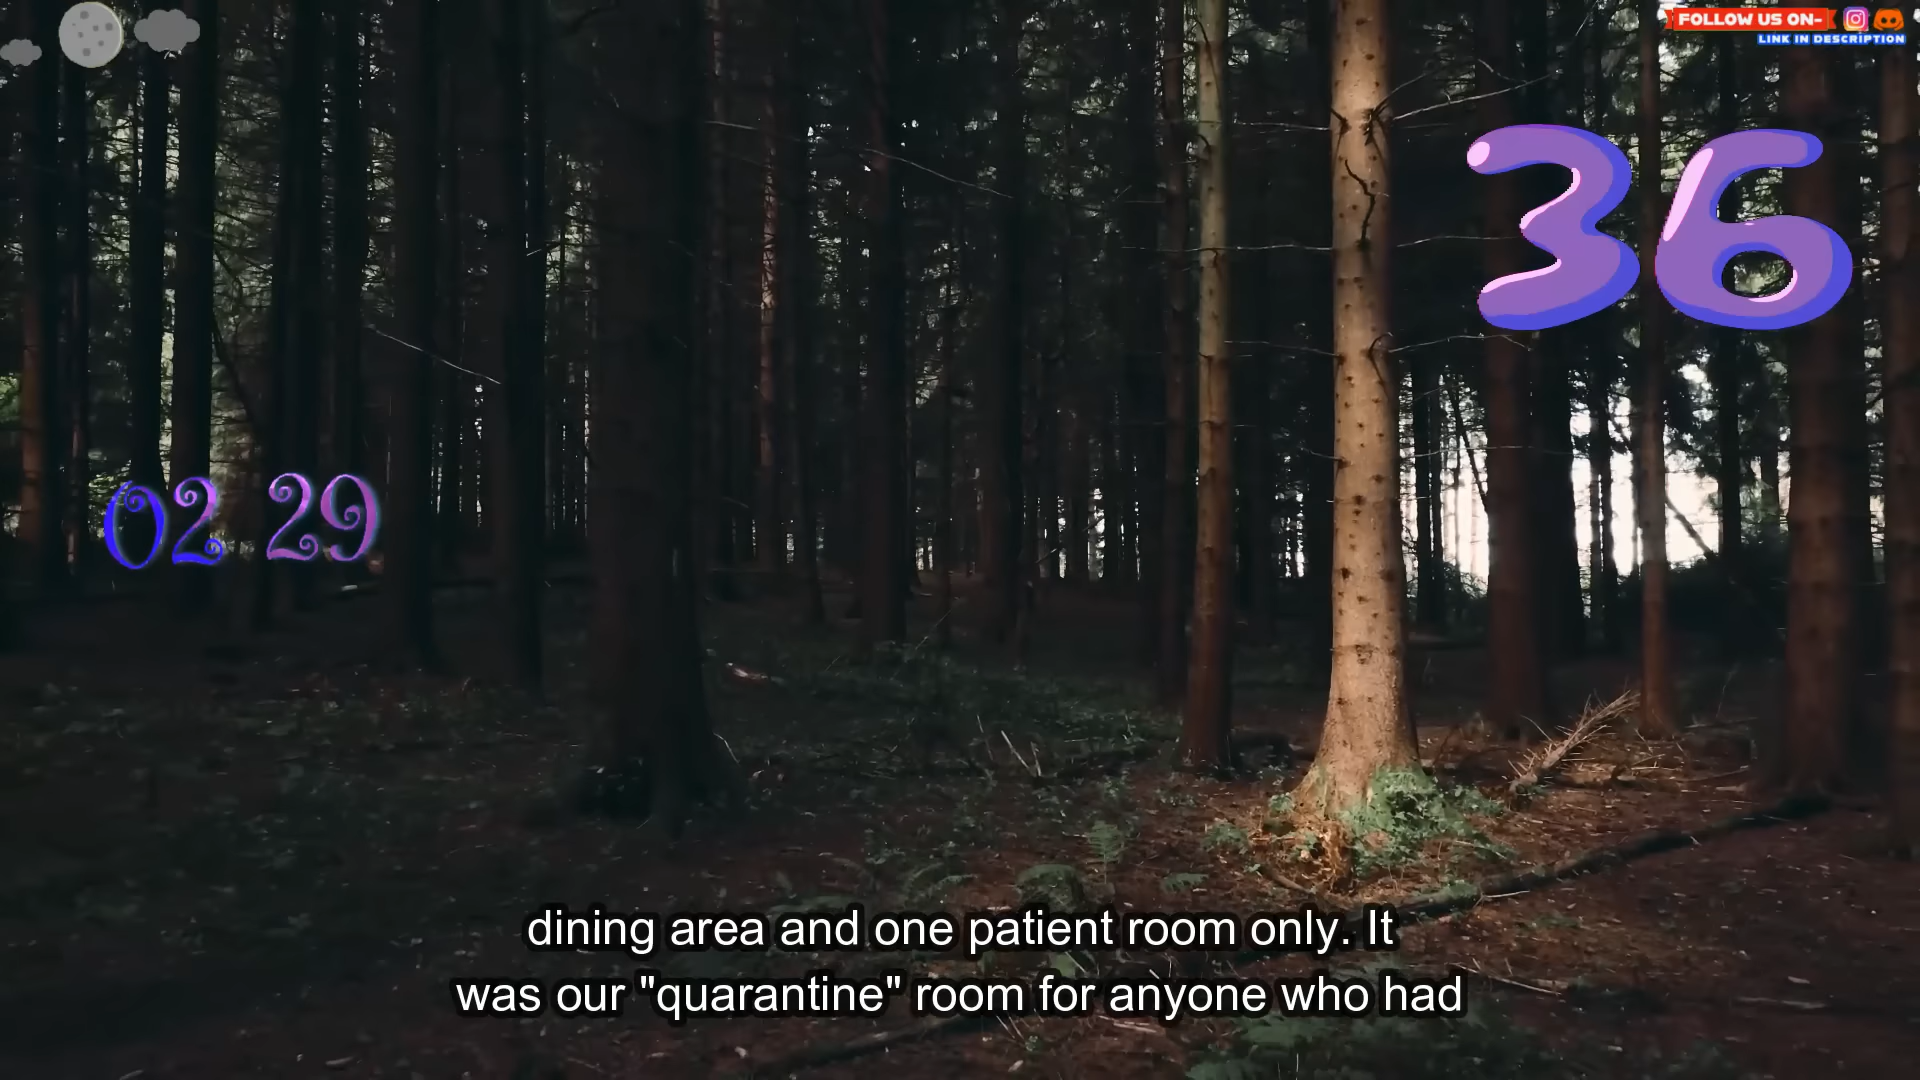 FOLLOW US ON-
LINK IN DESCRIPTION
36
02 29
dining area and one patient room only. It
was our "quarantine" room for anyone who had